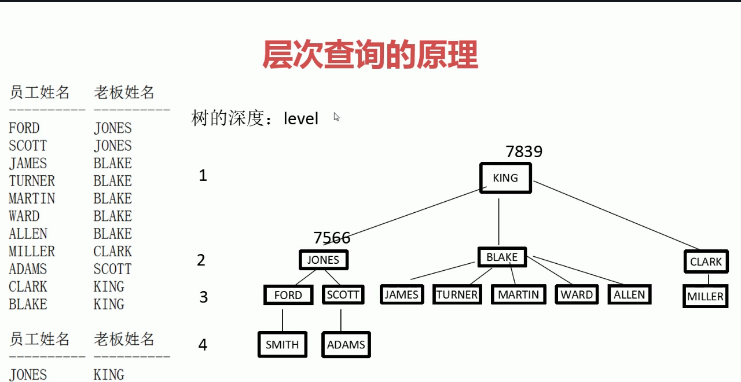 层次查询的原理
员工姓名 老板姓名
---------- ----------
FORD JONES
SCOTT JONES
JAMES BLAKE
TURNER BLAKE
MARTIN BLAKE
WARD BLAKE
ALLEN BLAKE
MILLER CLARK
ADAMS SCOTT
CLARK KING
BLAKE KING
员工姓名 老板姓名
---------- ----------
JONES KING
树的深度：level
7839
1 KING
7566
2 JONES BLAKE CLARK
3 FORD SCOTT JAMES TURNER MARTIN WARD ALLEN MILLER
4 SMITH ADAMS